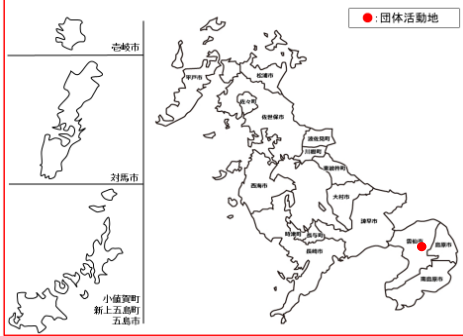 ●:団体活動地
壱岐市
対馬市
小値賀町
新上五島町
五島市
平戸市
松浦市
佐々町
佐世保市
波佐見町
川棚町
東彼杵町
西海市
大村市
諫早市
時津町
長与町
長崎市
雲仙市
島原市
南島原市